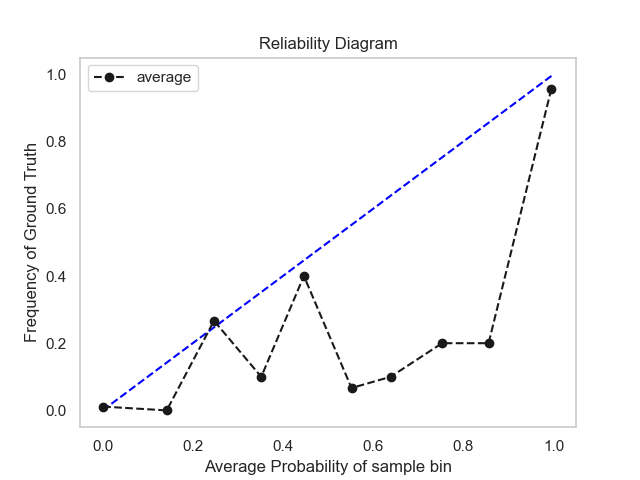 Reliability Diagram
average
Frequency of Ground Truth
1.0
0.8
0.6
0.4
0.2
0.0
0.0 0.2 0.4 0.6 0.8 1.0
Average Probability of sample bin